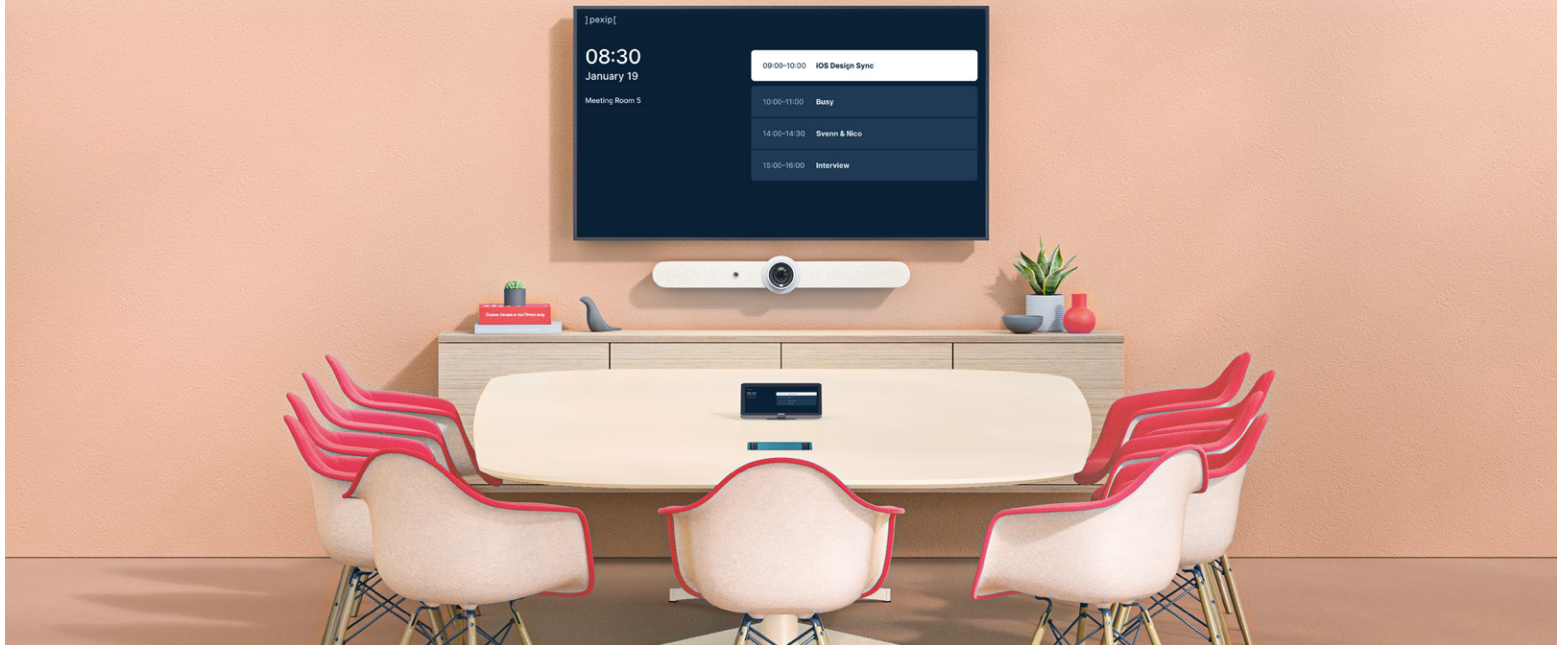 ]pexip[
08:30
January 19
Meeting Room 5
09:00–10:00 iOS Design Sync
10:00–11:00 Busy
14:00–14:30 Svenn & Nico
15:00–16:00 Interview